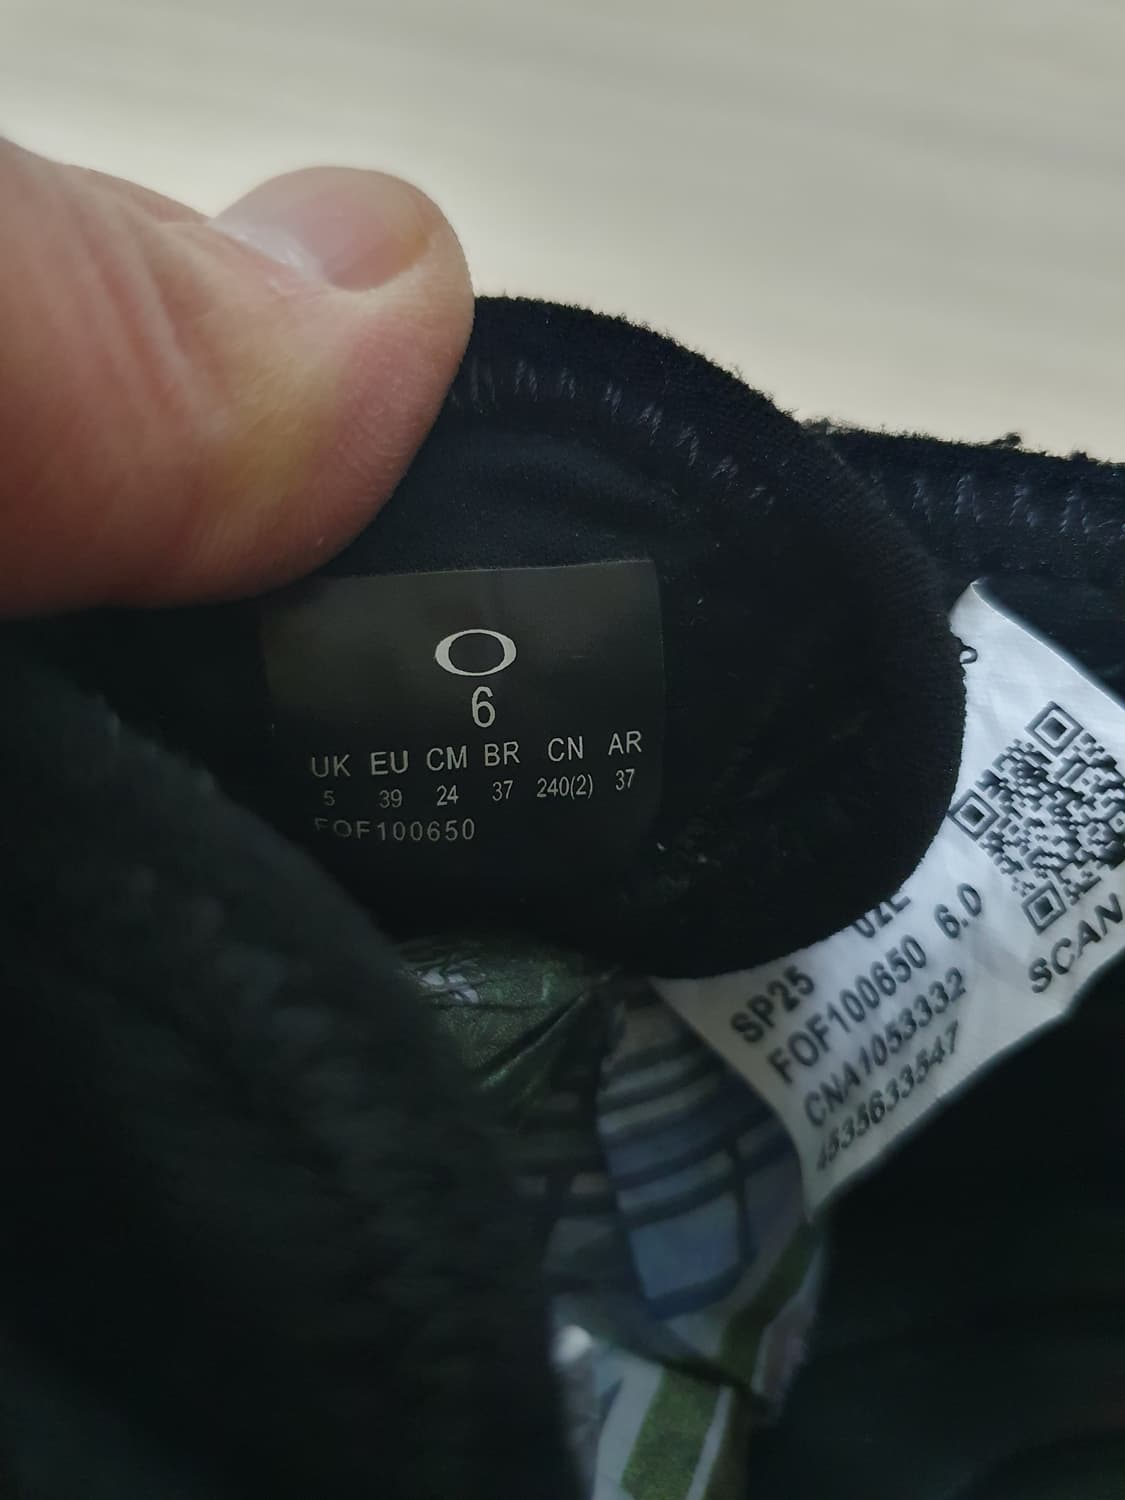 6
UK EU CM BR CN AR
5 39 24 37 240(2) 37
FOF100650
SP25
FOF100650 6.0
CNA1053332
4535633547
SCAN